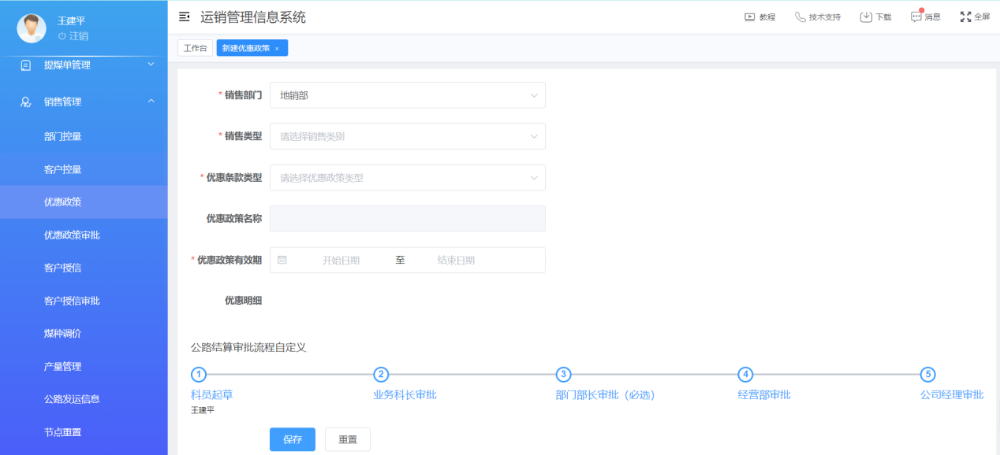 王建平
注销
提煤单管理
销售管理
部门控量
客户控量
优惠政策
优惠政策审批
客户授信
客户授信审批
煤种调价
产量管理
公路发运信息
节点重置
运销管理信息系统
教程
技术支持
下载
消息
全屏
工作台
新建优惠政策 ×
* 销售部门 地销部
* 销售类型 请选择销售类别
* 优惠条款类型 请选择优惠政策类型
优惠政策名称
* 优惠政策有效期 开始日期 至 结束日期
优惠明细
公路结算审批流程自定义
1 2 3 4 5
科员起草 业务科长审批 部门部长审批（必选） 经营部审批 公司经理审批
王建平
保存 重置